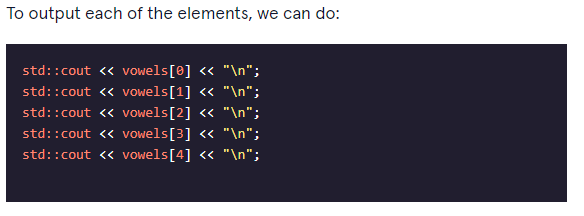 To output each of the elements, we can do:
std::cout << vowels[0] << "\n";
std::cout << vowels[1] << "\n";
std::cout << vowels[2] << "\n";
std::cout << vowels[3] << "\n";
std::cout << vowels[4] << "\n";